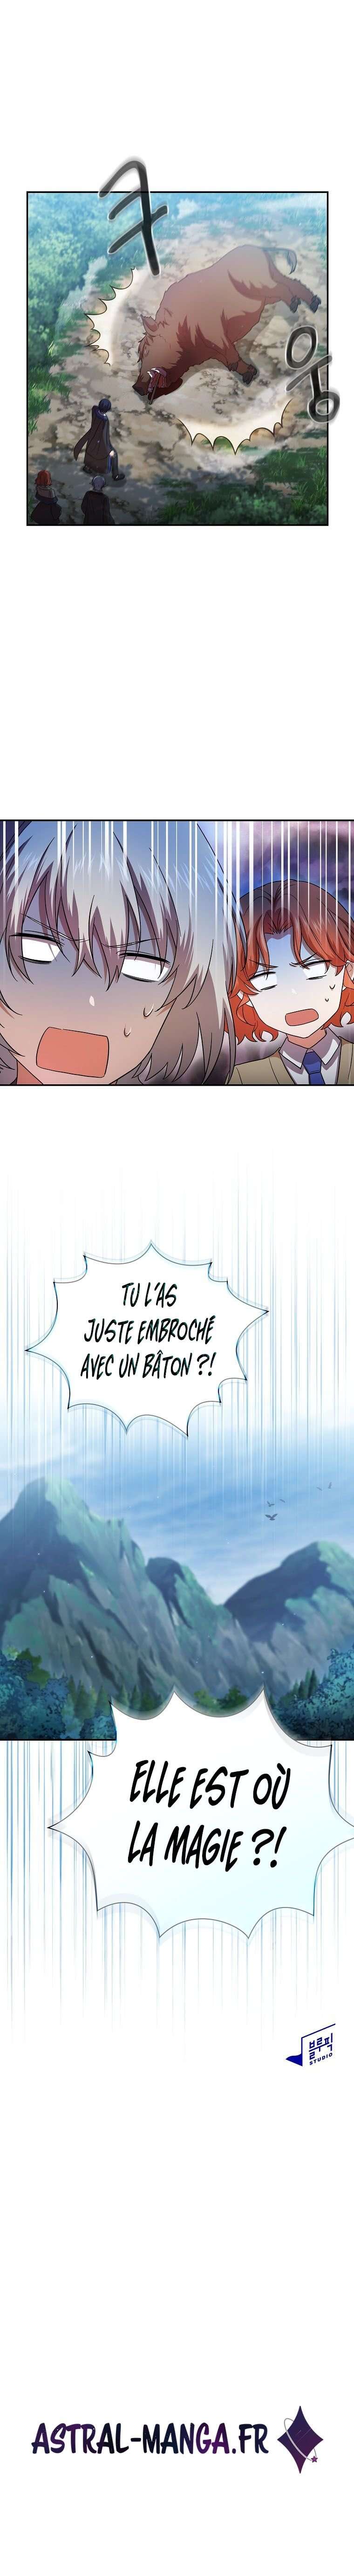 쿠
웅
TU L'AS
JUSTE EMBROCHÉ
AVEC UN BÂTON ?!
ELLE EST OÙ
LA MAGIE ?!
블루픽
STUDIO
ASTRAL-MANGA.FR